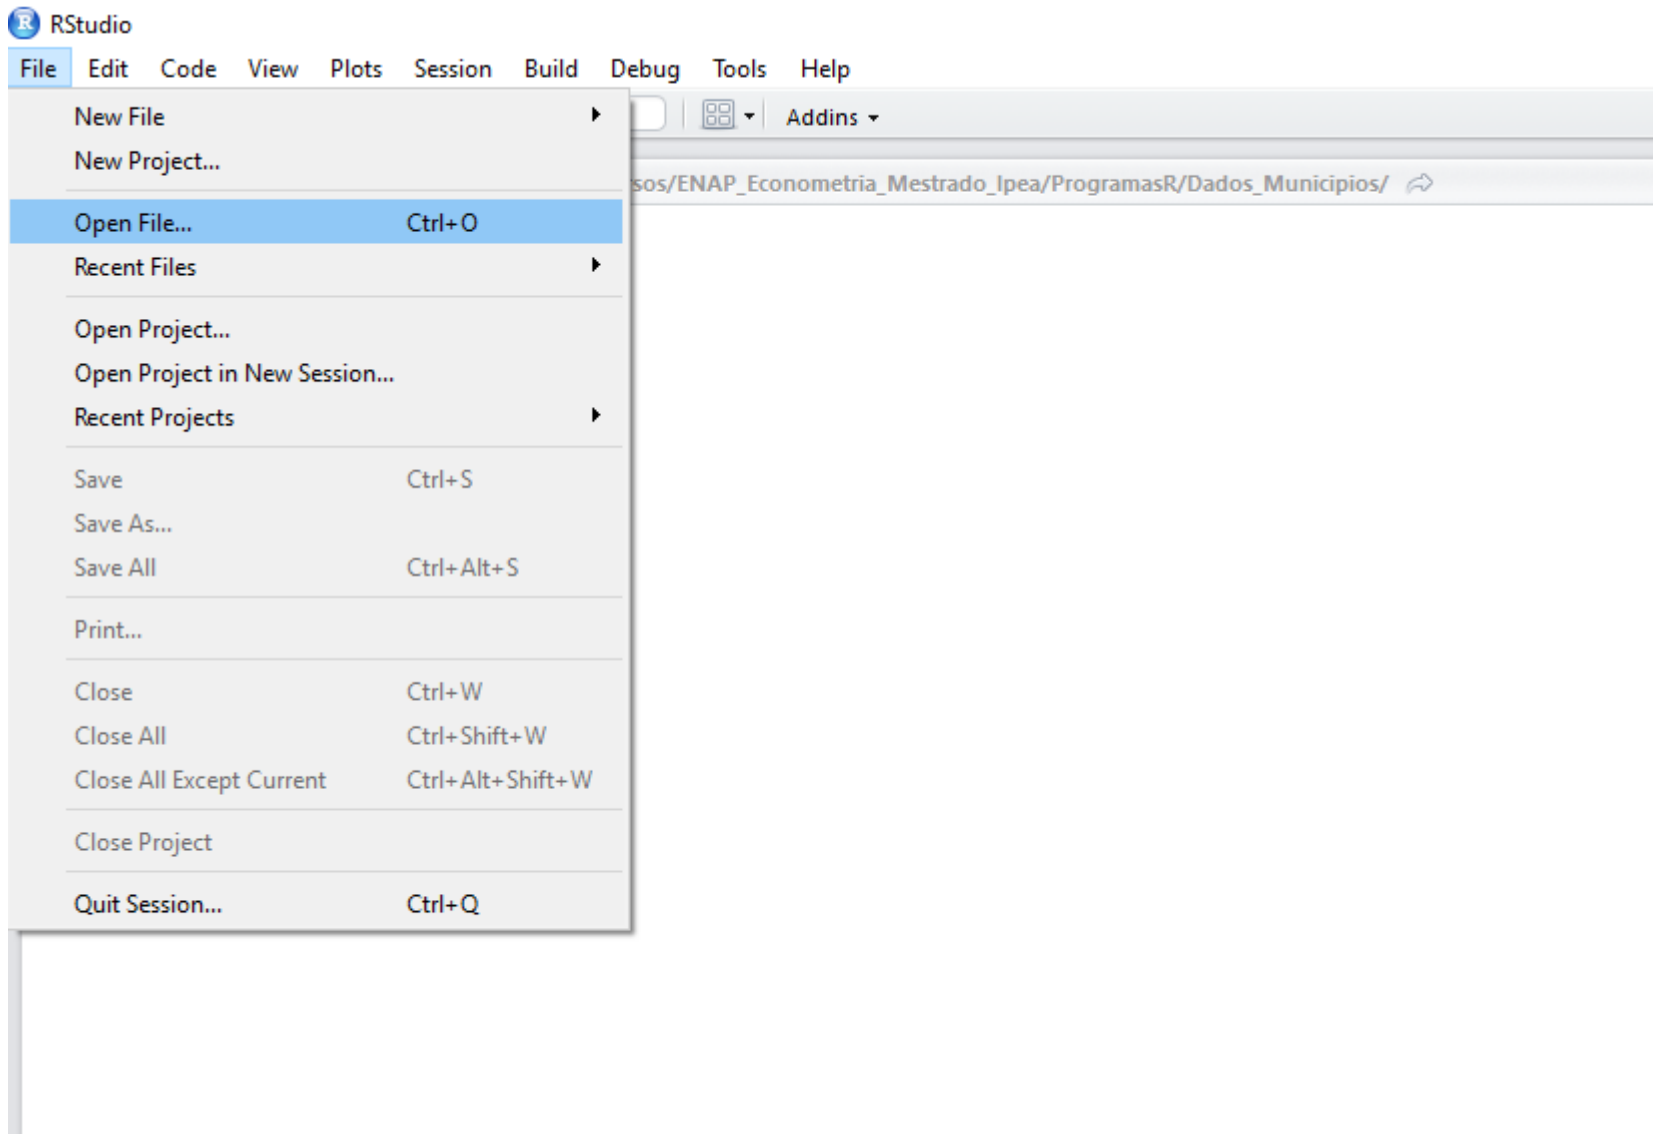 RStudio
File Edit Code View Plots Session Build Debug Tools Help
New File
Addins
New Project...
sos/ENAP_Econometria_Mestrado_Ipea/ProgramasR/Dados_Municipios/
Open File... Ctrl+O
Recent Files
Open Project...
Open Project in New Session...
Recent Projects
Save Ctrl+S
Save As...
Save All Ctrl+Alt+S
Print...
Close Ctrl+W
Close All Ctrl+Shift+W
Close All Except Current Ctrl+Alt+Shift+W
Close Project
Quit Session... Ctrl+Q